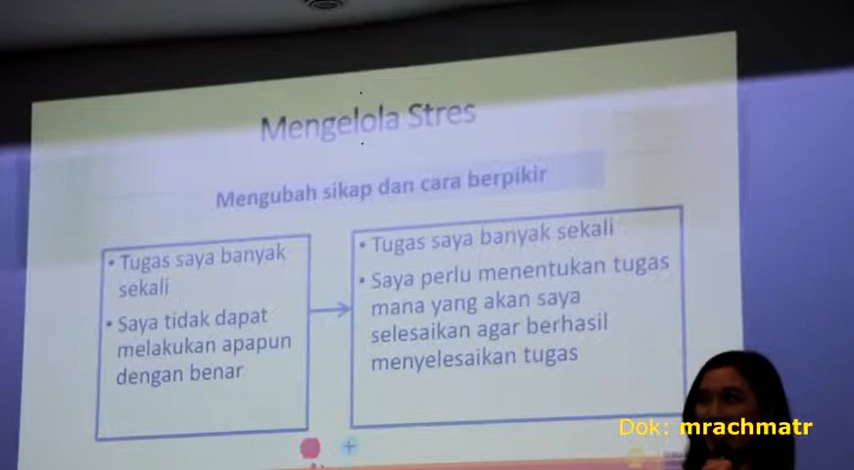 Mengelola Stres
Mengubah sikap dan cara berpikir
• Tugas saya banyak
sekali
• Saya tidak dapat
melakukan apapun
dengan benar
• Tugas saya banyak sekali
• Saya perlu menentukan tugas
mana yang akan saya
selesaikan agar berhasil
menyelesaikan tugas
Dok: mrachmatr